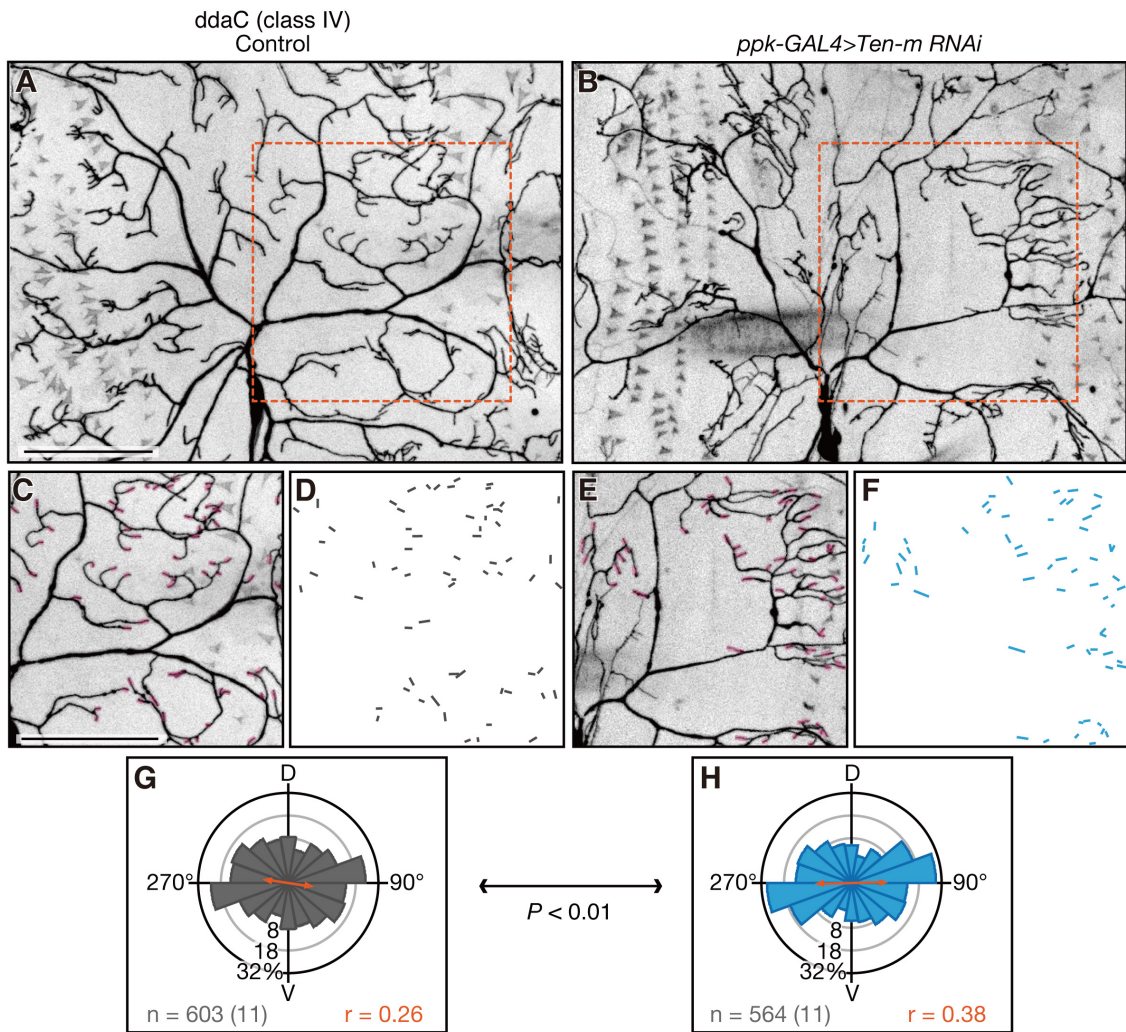 ddaC (class IV)
Control
ppk-GAL4>Ten-m RNAi
A
B
C
D
E
F
G
D
270°
90°
8
18
32%
V
n = 603 (11)
r = 0.26
P < 0.01
H
D
270°
90°
8
18
32%
V
n = 564 (11)
r = 0.38